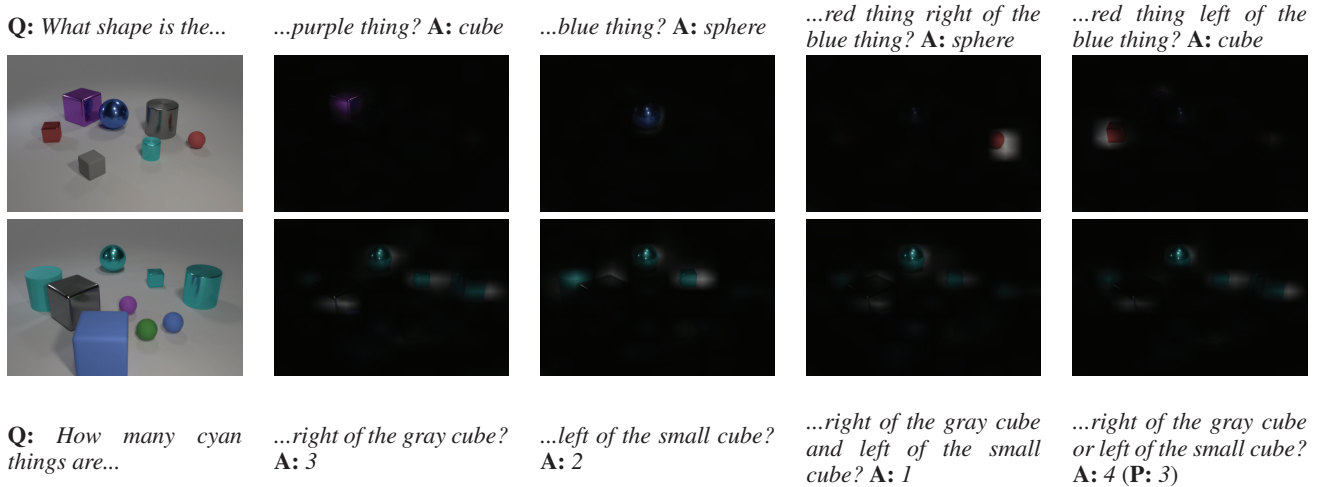 Q: What shape is the...
...purple thing? A: cube
...blue thing? A: sphere
...red thing right of the
blue thing? A: sphere
...red thing left of the
blue thing? A: cube
Q: How many cyan
things are...
...right of the gray cube?
A: 3
...left of the small cube?
A: 2
...right of the gray cube
and left of the small
cube? A: 1
...right of the gray cube
or left of the small cube?
A: 4 (P: 3)